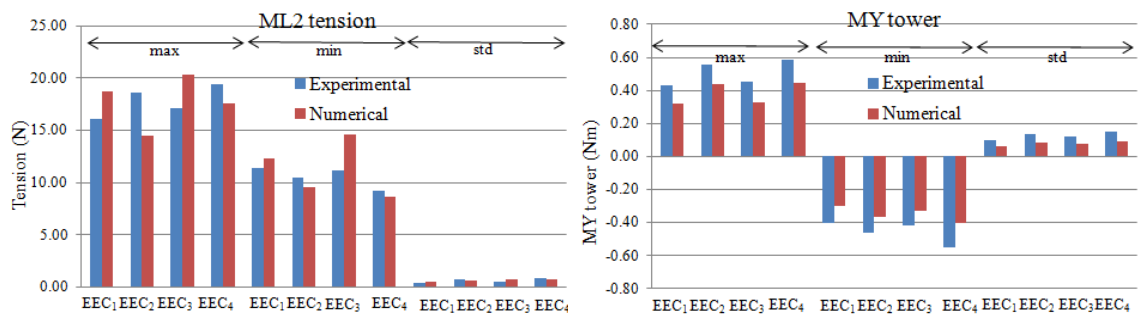 ML2 tension
max min std
25.00
20.00
15.00
10.00
5.00
0.00
Tension (N)
Experimental
Numerical
EEC1 EEC2 EEC3 EEC4 EEC1 EEC2 EEC3 EEC4 EEC1 EEC2 EEC3 EEC4
MY tower
max min std
0.80
0.60
0.40
0.20
0.00
-0.20
-0.40
-0.60
-0.80
MY tower (Nm)
Experimental
Numerical
EEC1 EEC2 EEC3 EEC4 EEC1 EEC2 EEC3 EEC4 EEC1 EEC2 EEC3 EEC4